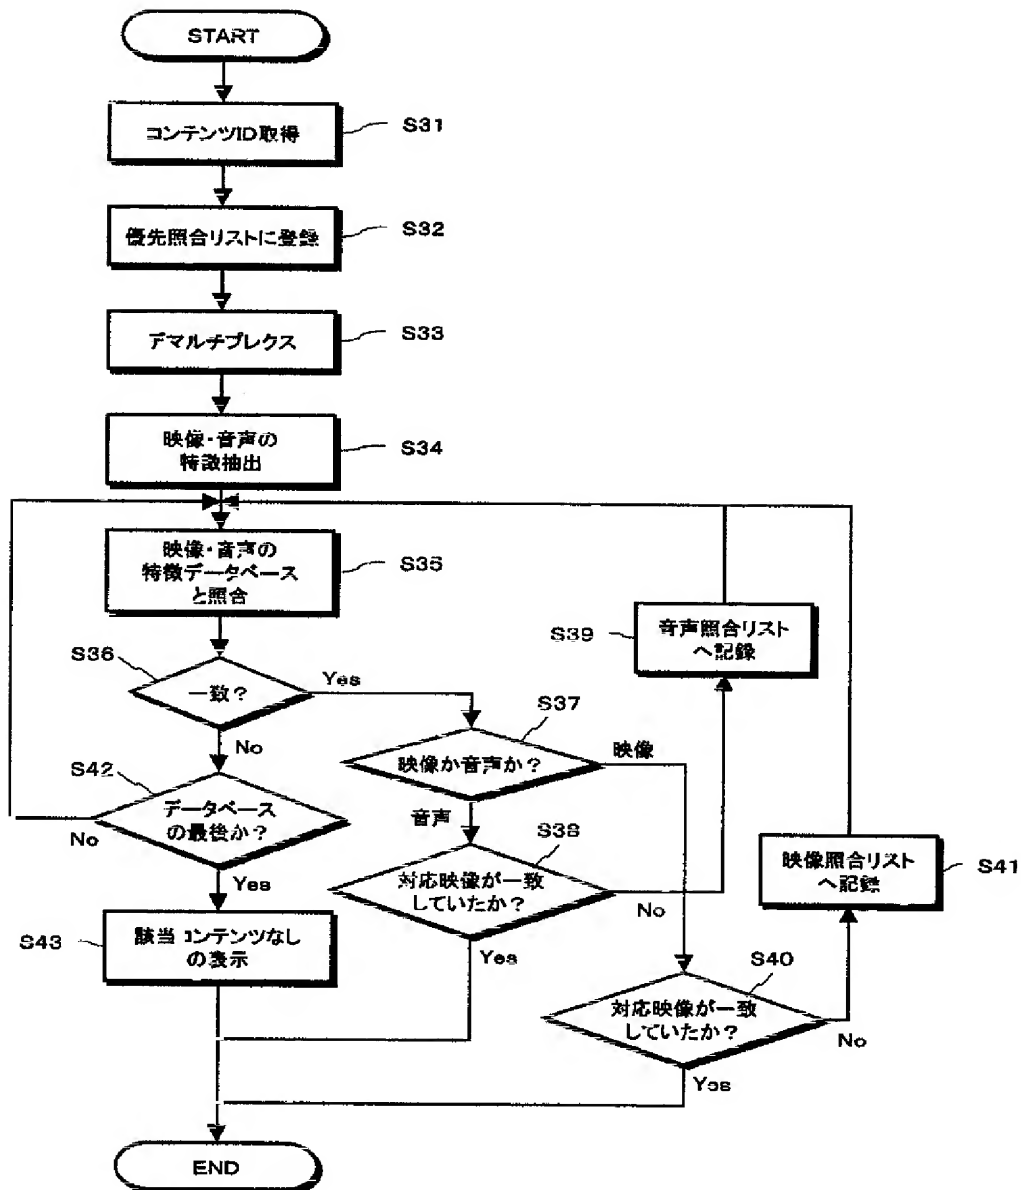 START
コンテンツID取得
S31
優先照合リストに登録
S32
デマルチプレクス
S33
映像・音声の
特徴抽出
S34
映像・音声の
特徴データベース
と照合
S35
S36
一致？
Yes
No
S37
映像か音声か？
映像
音声
S38
対応映像が一致
していたか？
No
Yes
S39
音声照合リスト
へ記録
S40
対応映像が一致
していたか？
No
Yes
映像照合リスト
へ記録
S41
S42
データベース
の最後か？
No
Yes
S43
該当コンテンツなし
の表示
END